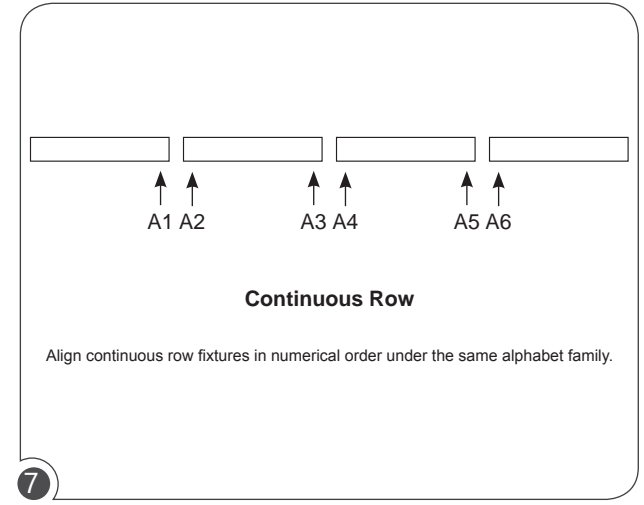 A1 A2 A3 A4 A5 A6
Continuous Row
Align continuous row fixtures in numerical order under the same alphabet family.
7